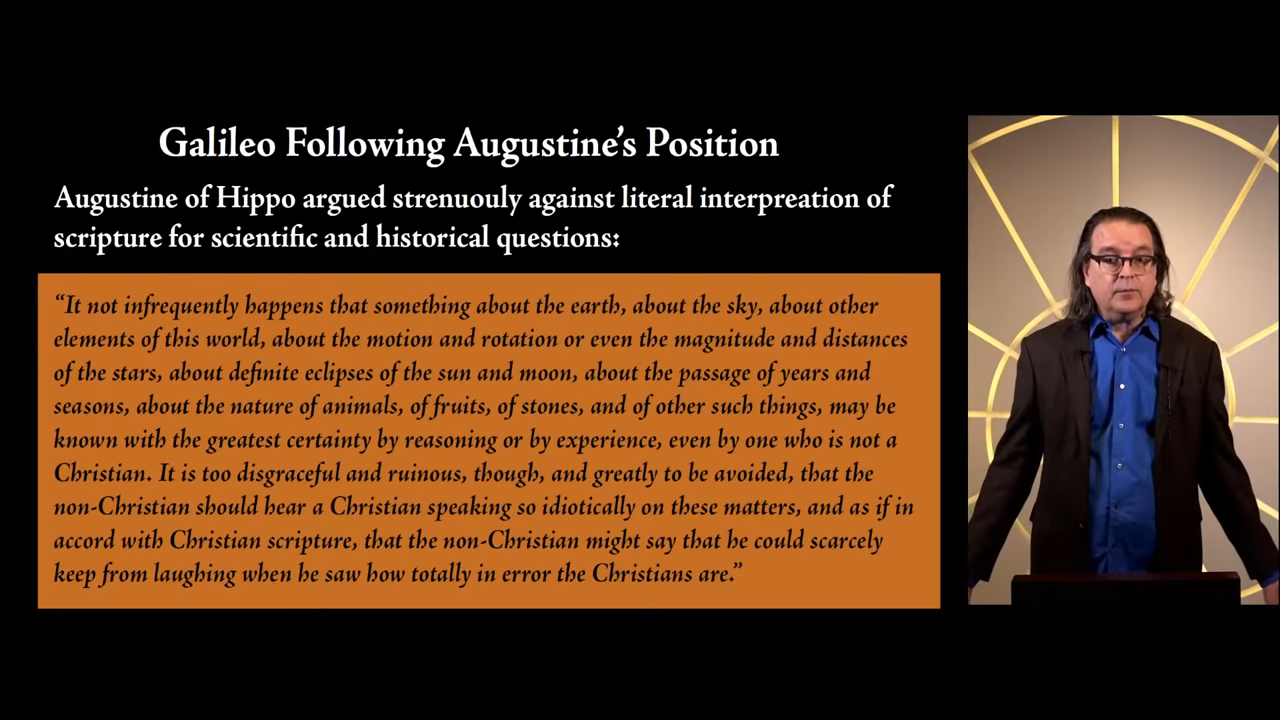 Galileo Following Augustine's Position
Augustine of Hippo argued strenuouly against literal interpreation of
scripture for scientific and historical questions:
“It not infrequently happens that something about the earth, about the sky, about other
elements of this world, about the motion and rotation or even the magnitude and distances
of the stars, about definite eclipses of the sun and moon, about the passage of years and
seasons, about the nature of animals, of fruits, of stones, and of other such things, may be
known with the greatest certainty by reasoning or by experience, even by one who is not a
Christian. It is too disgraceful and ruinous, though, and greatly to be avoided, that the
non-Christian should hear a Christian speaking so idiotically on these matters, and as if in
accord with Christian scripture, that the non-Christian might say that he could scarcely
keep from laughing when he saw how totally in error the Christians are.”